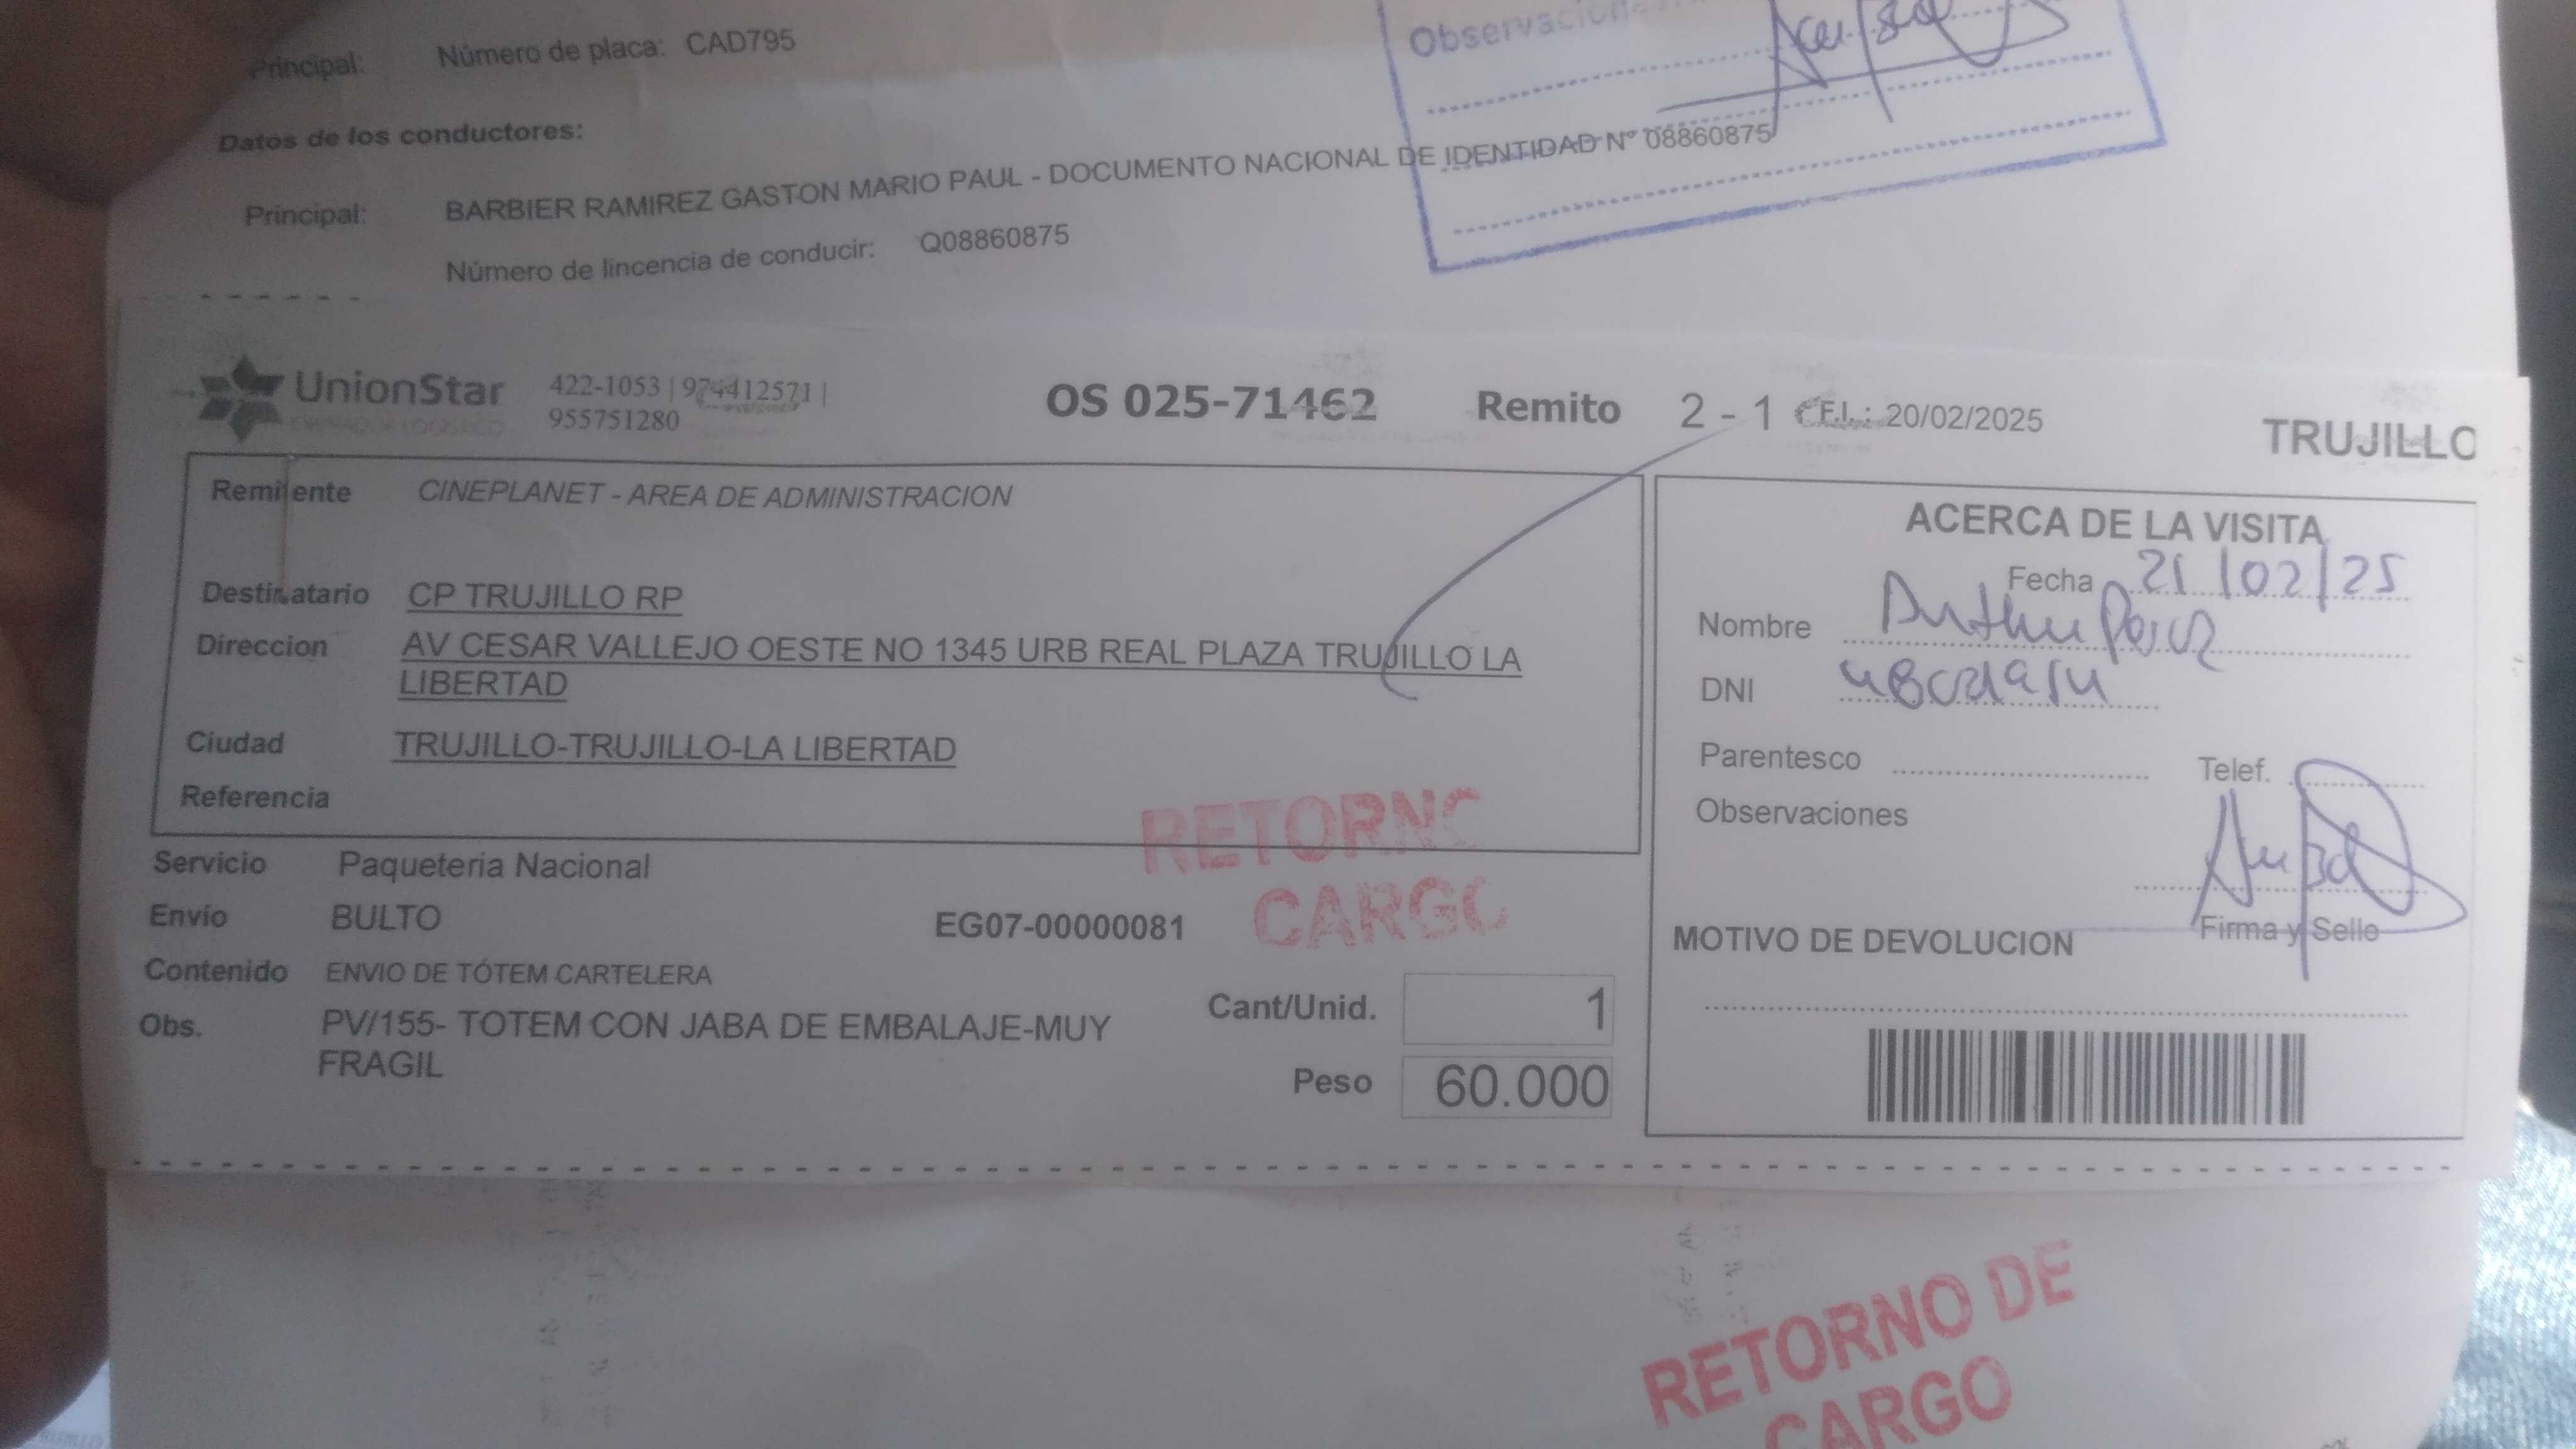 Principal: Número de placa: CAD795
Observacione
Datos de los conductores:
Principal: BARBIER RAMIREZ GASTON MARIO PAUL - DOCUMENTO NACIONAL DE IDENTIDAD N° 08860875
Número de lincencia de conducir: Q08860875
UnionStar
422-1053 | 974412571 |
955751280
OS 025-71462 Remito 2 - 1 F.I.: 20/02/2025
TRUJILLO
Remitente CINEPLANET - AREA DE ADMINISTRACION
Destinatario CP TRUJILLO RP
Direccion AV CESAR VALLEJO OESTE NO 1345 URB REAL PLAZA TRUJILLO LA
LIBERTAD
Ciudad TRUJILLO-TRUJILLO-LA LIBERTAD
Referencia
Servicio Paqueteria Nacional
Envío BULTO
EG07-00000081
Contenido ENVIO DE TÓTEM CARTELERA
Obs. PV/155- TOTEM CON JABA DE EMBALAJE-MUY
FRAGIL
Cant/Unid. 1
Peso 60.000
RETORNO
CARGO
ACERCA DE LA VISITA
Fecha 21/02/25
Nombre
DNI
Parentesco
Telef.
Observaciones
Firma y Sello
MOTIVO DE DEVOLUCION
RETORNO DE
CARGO